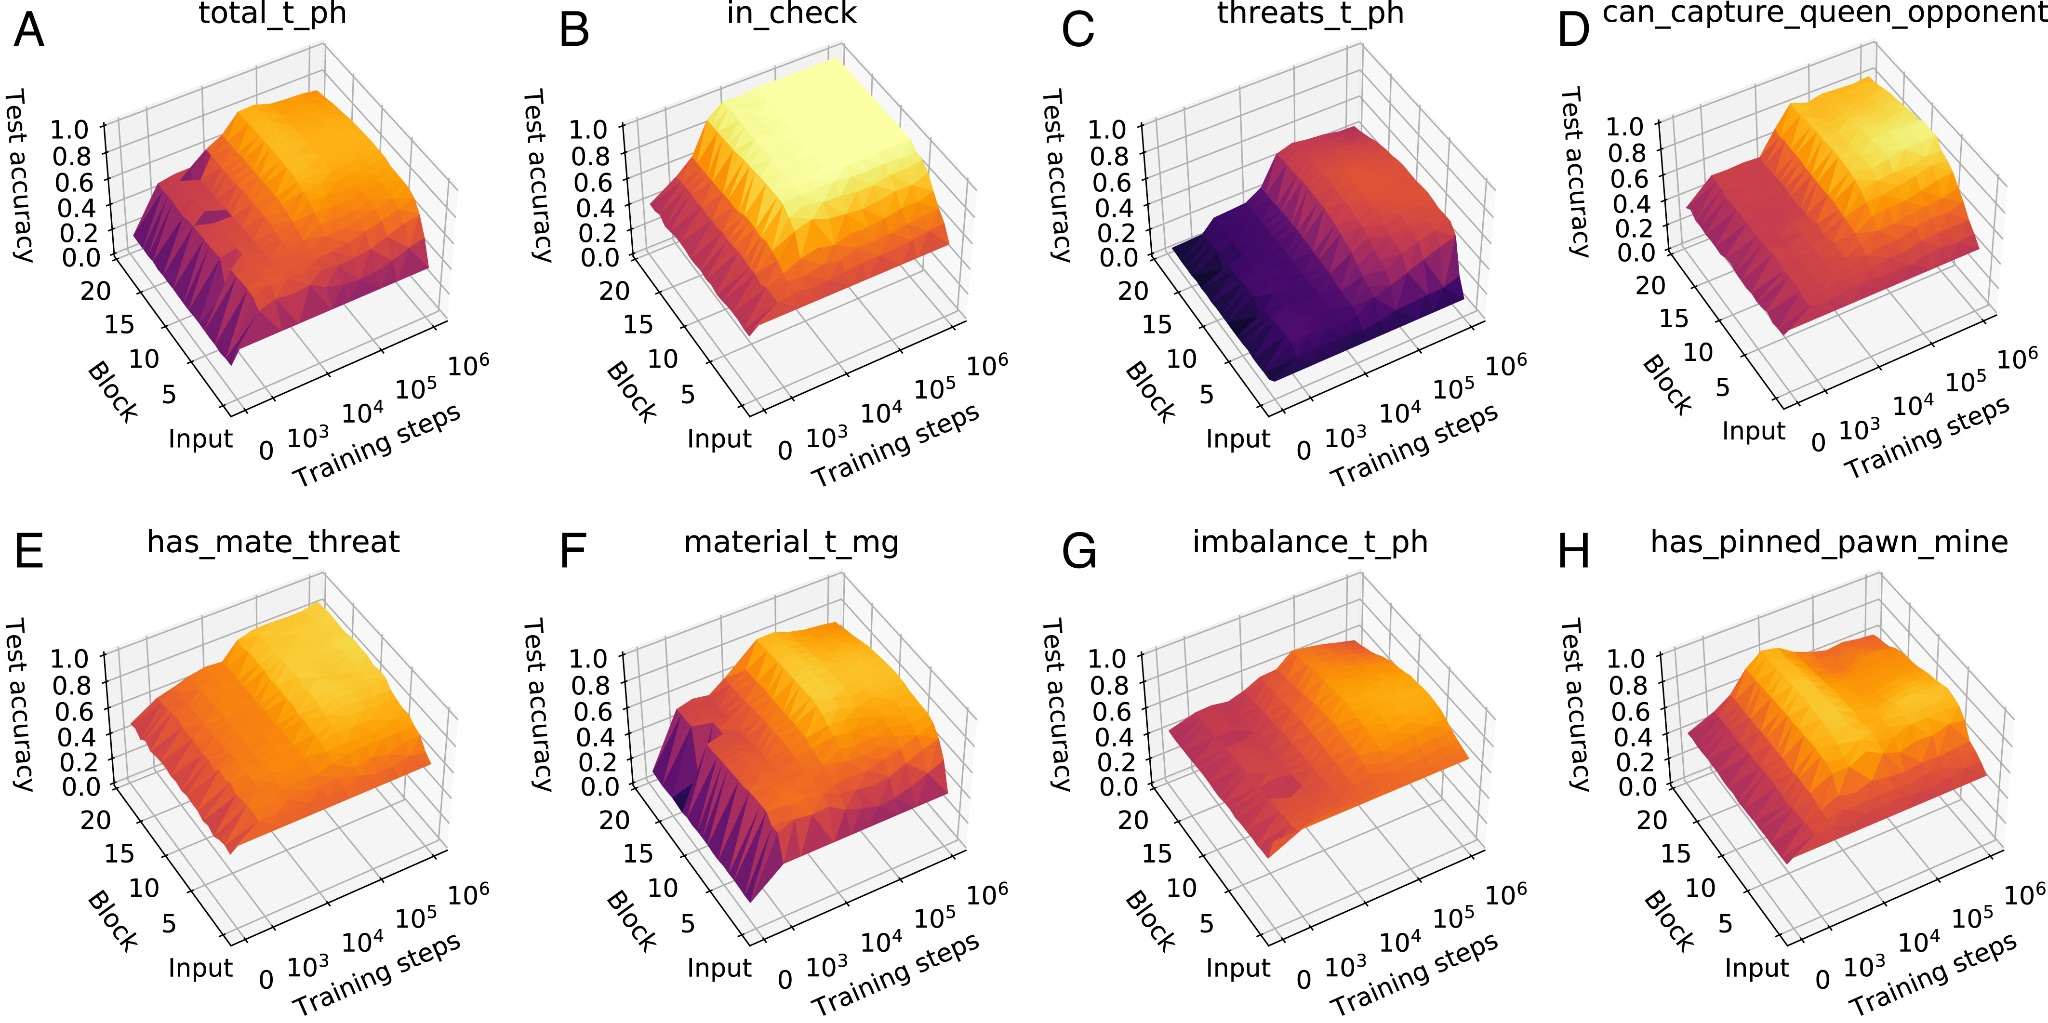 A total_t_ph
Test accuracy
1.0
0.8
0.6
0.4
0.2
0.0
20
15
10
5
Input
Block
0 10³ 10⁴ 10⁵ 10⁶
Training steps
B in_check
Test accuracy
1.0
0.8
0.6
0.4
0.2
0.0
20
15
10
5
Input
Block
0 10³ 10⁴ 10⁵ 10⁶
Training steps
C threats_t_ph
Test accuracy
1.0
0.8
0.6
0.4
0.2
0.0
20
15
10
5
Input
Block
0 10³ 10⁴ 10⁵ 10⁶
Training steps
D can_capture_queen_opponent
Test accuracy
1.0
0.8
0.6
0.4
0.2
0.0
20
15
10
5
Input
Block
0 10³ 10⁴ 10⁵ 10⁶
Training steps
E has_mate_threat
Test accuracy
1.0
0.8
0.6
0.4
0.2
0.0
20
15
10
5
Input
Block
0 10³ 10⁴ 10⁵ 10⁶
Training steps
F material_t_mg
Test accuracy
1.0
0.8
0.6
0.4
0.2
0.0
20
15
10
5
Input
Block
0 10³ 10⁴ 10⁵ 10⁶
Training steps
G imbalance_t_ph
Test accuracy
1.0
0.8
0.6
0.4
0.2
0.0
20
15
10
5
Input
Block
0 10³ 10⁴ 10⁵ 10⁶
Training steps
H has_pinned_pawn_mine
Test accuracy
1.0
0.8
0.6
0.4
0.2
0.0
20
15
10
5
Input
Block
0 10³ 10⁴ 10⁵ 10⁶
Training steps